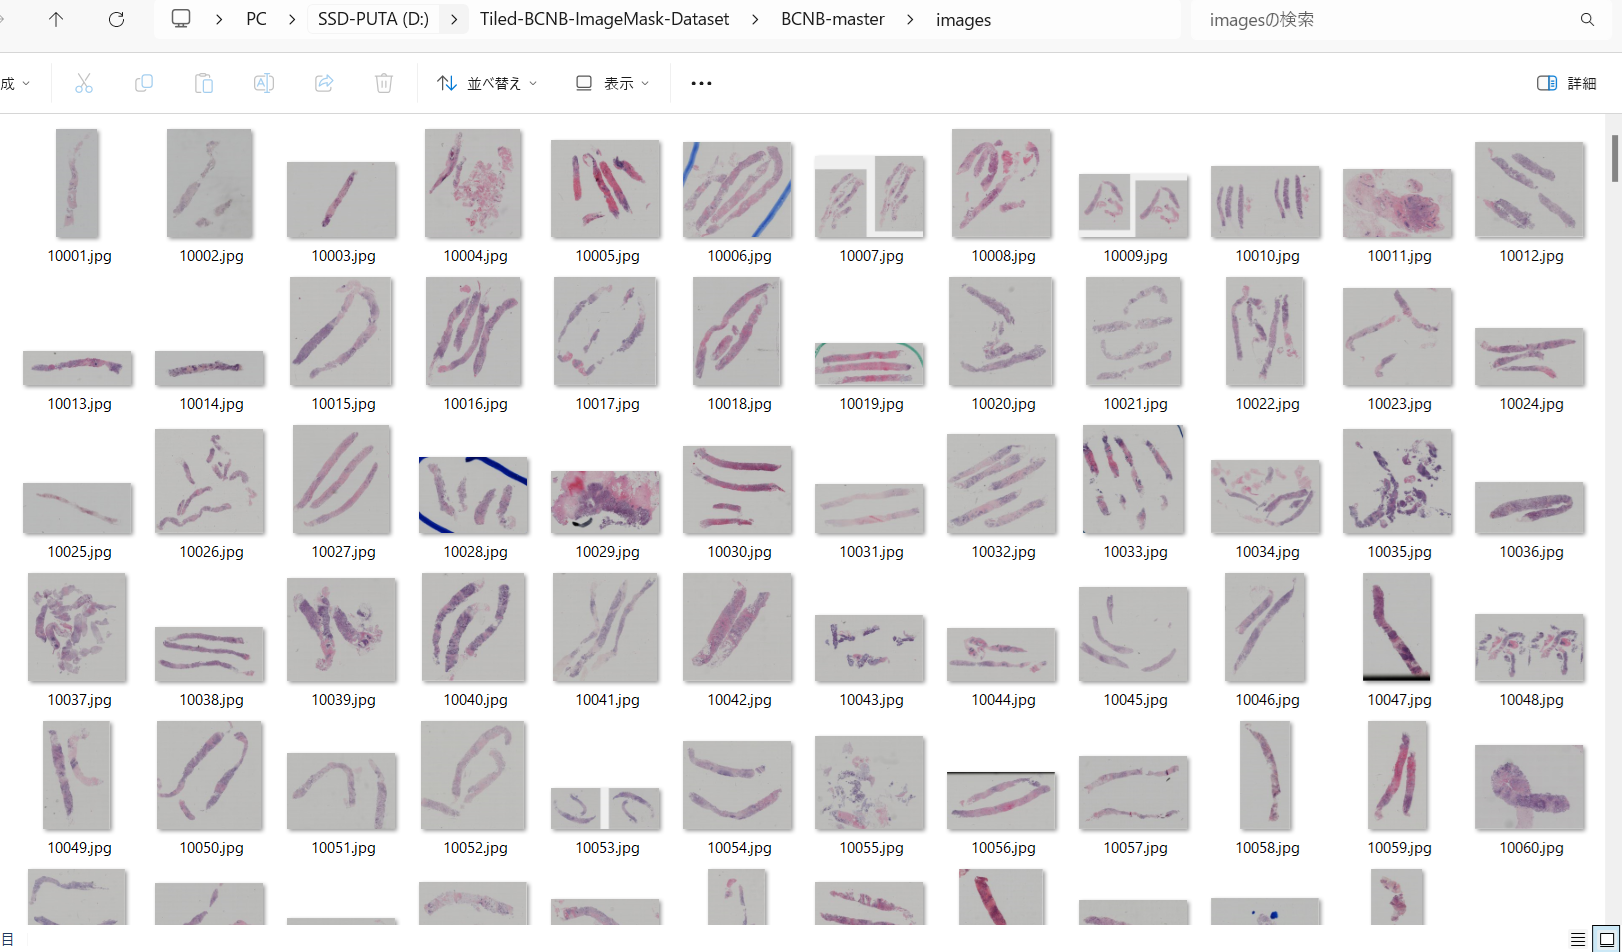 PC > SSD-PUTA (D:) > Tiled-BCNB-ImageMask-Dataset > BCNB-master > images
imagesの検索
成
並べ替え
表示
詳細
10001.jpg 10002.jpg 10003.jpg 10004.jpg 10005.jpg 10006.jpg 10007.jpg 10008.jpg 10009.jpg 10010.jpg 10011.jpg 10012.jpg
10013.jpg 10014.jpg 10015.jpg 10016.jpg 10017.jpg 10018.jpg 10019.jpg 10020.jpg 10021.jpg 10022.jpg 10023.jpg 10024.jpg
10025.jpg 10026.jpg 10027.jpg 10028.jpg 10029.jpg 10030.jpg 10031.jpg 10032.jpg 10033.jpg 10034.jpg 10035.jpg 10036.jpg
10037.jpg 10038.jpg 10039.jpg 10040.jpg 10041.jpg 10042.jpg 10043.jpg 10044.jpg 10045.jpg 10046.jpg 10047.jpg 10048.jpg
10049.jpg 10050.jpg 10051.jpg 10052.jpg 10053.jpg 10054.jpg 10055.jpg 10056.jpg 10057.jpg 10058.jpg 10059.jpg 10060.jpg
目